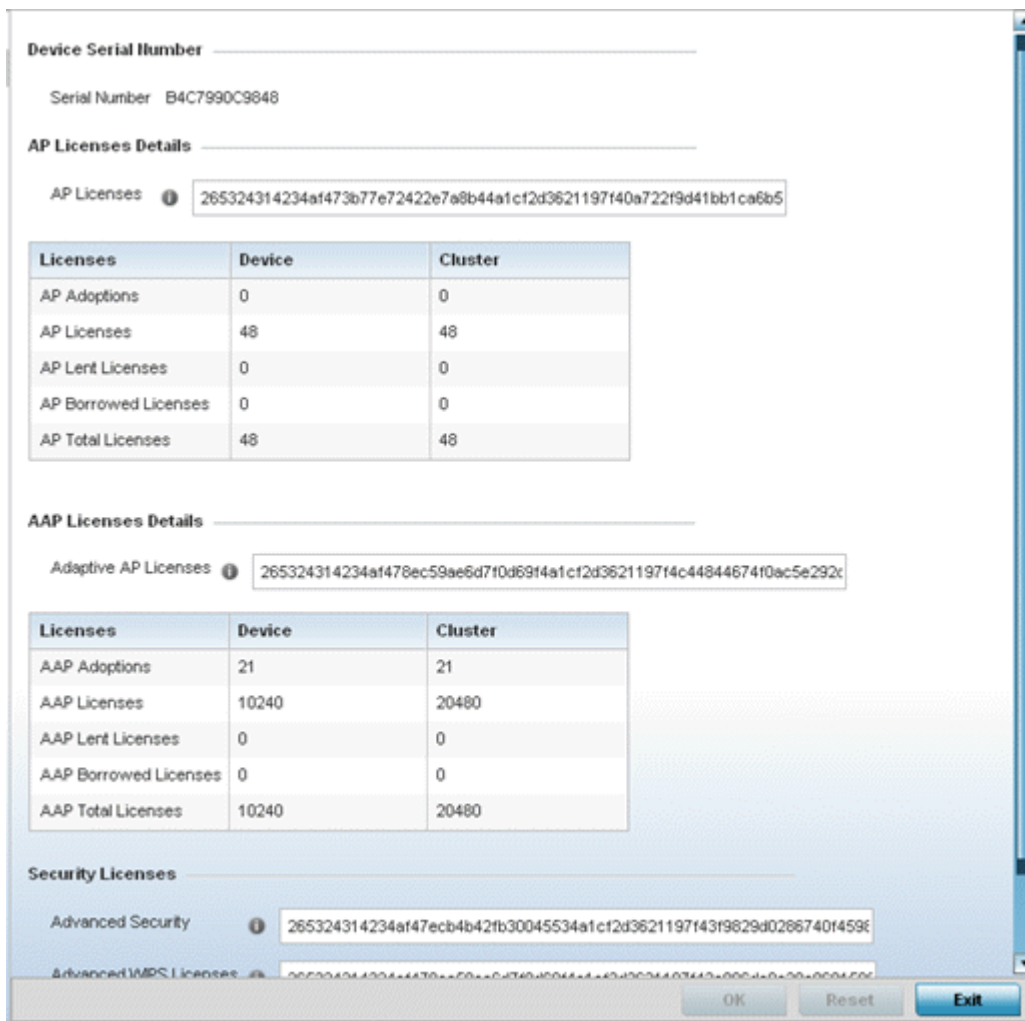 Device Serial Number
Serial Number B4C7990C9848
AP Licenses Details
AP Licenses 265324314234af473b77e72422e7a8b44a1cf2d3621197f40a722f9d41bb1ca6b5
Licenses Device Cluster
AP Adoptions 0 0
AP Licenses 48 48
AP Lent Licenses 0 0
AP Borrowed Licenses 0 0
AP Total Licenses 48 48
AAP Licenses Details
Adaptive AP Licenses 265324314234af478ec59ae6d7f0d69f4a1cf2d3621197f4c44844674f0ac5e292c
Licenses Device Cluster
AAP Adoptions 21 21
AAP Licenses 10240 20480
AAP Lent Licenses 0 0
AAP Borrowed Licenses 0 0
AAP Total Licenses 10240 20480
Security Licenses
Advanced Security 265324314234af47ecb4b42fb30045534a1cf2d3621197f43f9829d0286740f4598
Advanced WIPS Licenses
OK Reset Exit